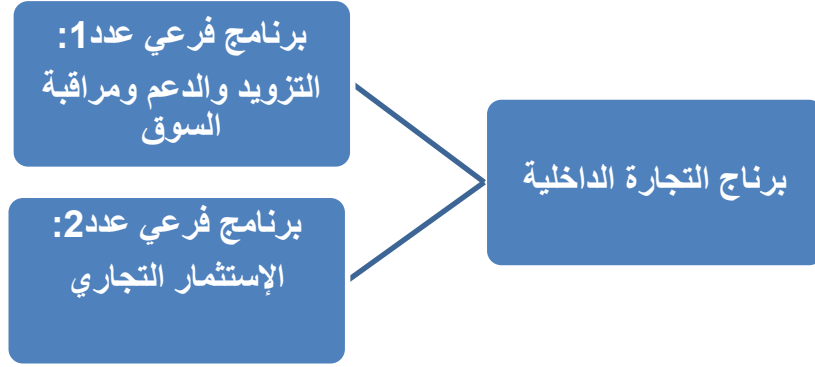 برنامج فرعي عدد1:
التزويد والدعم ومراقبة
السوق
برناج التجارة الداخلية
برنامج فرعي عدد2:
الإستثمار التجاري